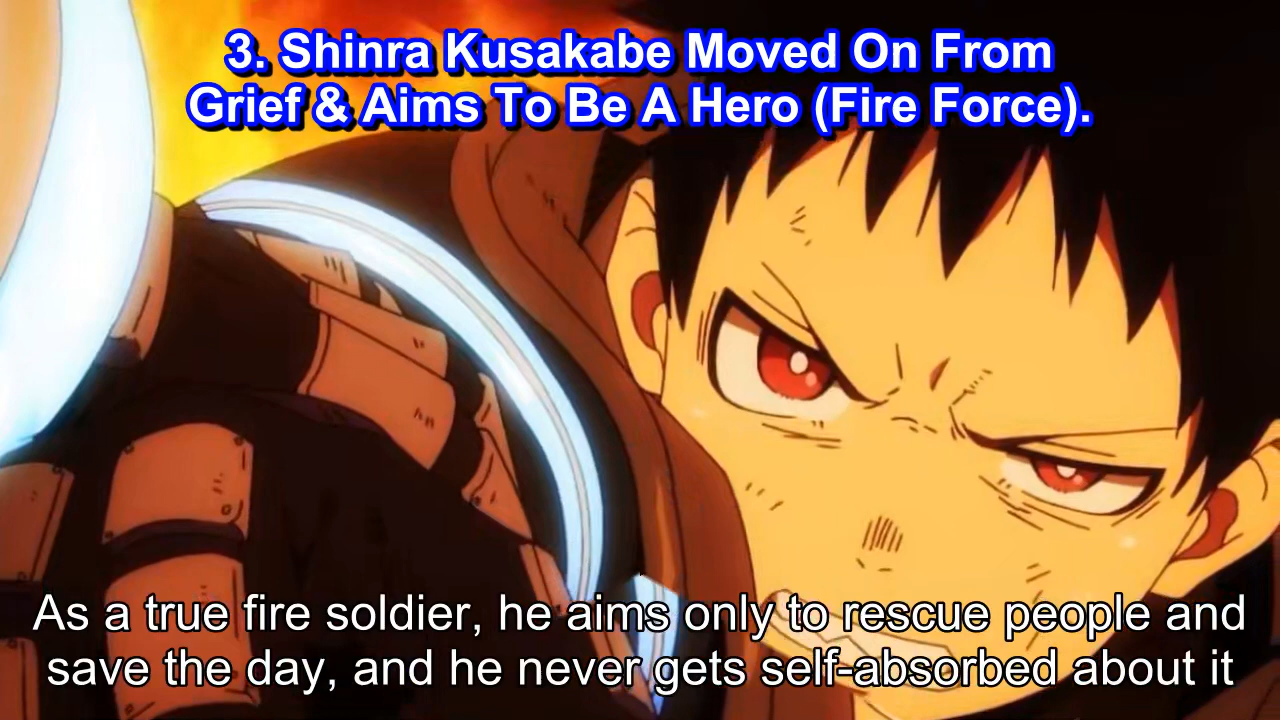 3. Shinra Kusakabe Moved On From
Grief & Aims To Be A Hero (Fire Force).
As a true fire soldier, he aims only to rescue people and
save the day, and he never gets self-absorbed about it